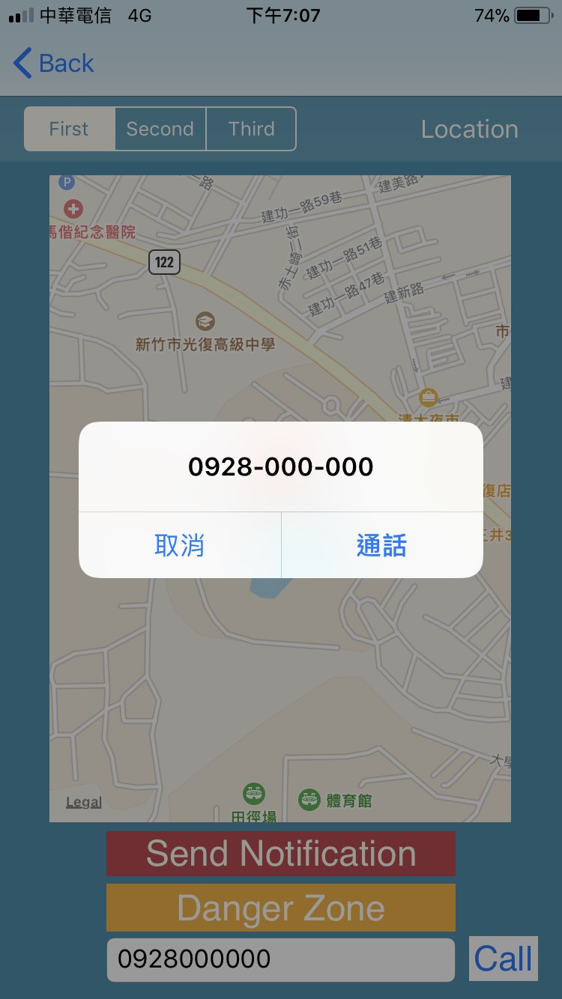 中華電信 4G 下午7:07 74%
Back
First Second Third Location
P
一路
建美路
建功一路59巷
馬偕紀念醫院
赤土崎二街
建功一路51巷
122
建功一路47巷
建新路
新竹市光復高級中學
市
建
清大夜市
0928-000-000
復店
三井3
取消 通話
大學
Legal
體育館
田徑場
Send Notification
Danger Zone
0928000000 Call